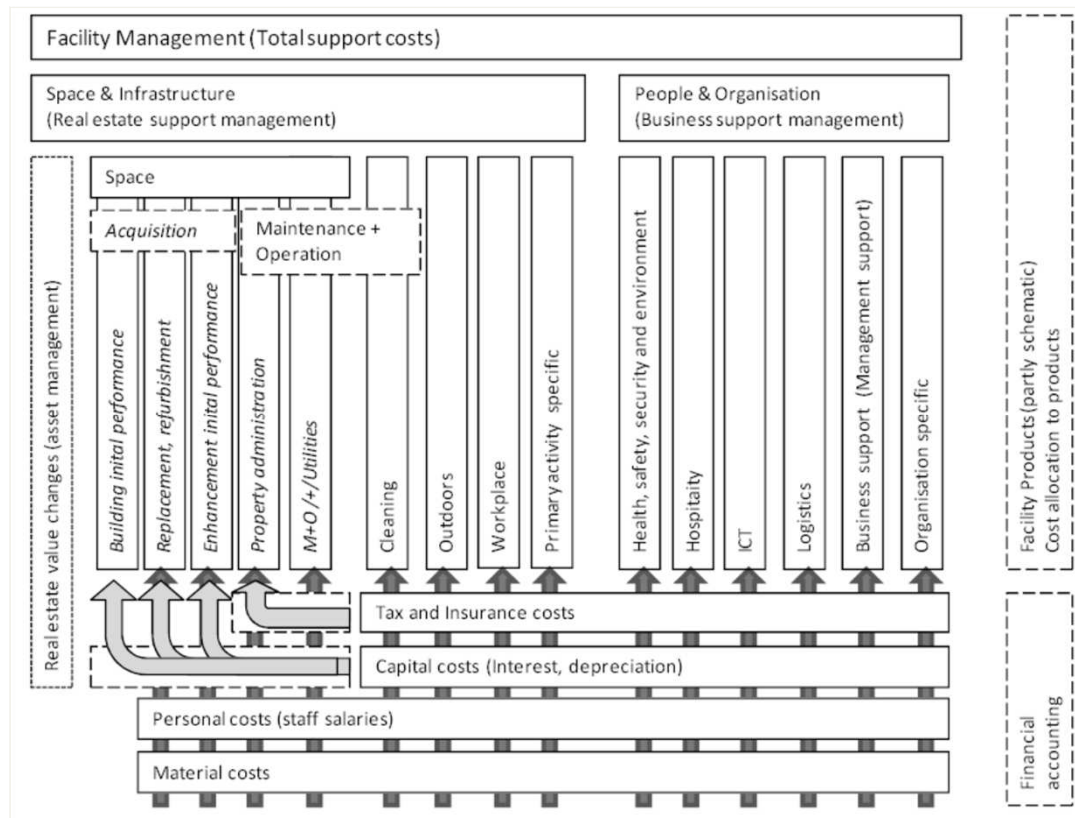 Facility Management (Total support costs)
Space & Infrastructure
(Real estate support management)
People & Organisation
(Business support management)
Real estate value changes (asset management)
Space
Acquisition
Maintenance +
Operation
Building inital performance
Replacement, refurbishment
Enhancement inital performance
Property administration
M+O /+/Utilities
Cleaning
Outdoors
Workplace
Primary activity specific
Health, safety, security and environment
Hospitaity
ICT
Logistics
Business support (Management support)
Organisation specific
Facility Products (partly schematic)
Cost allocation to products
Tax and Insurance costs
Capital costs (Interest, depreciation)
Personal costs (staff salaries)
Material costs
Financial
accounting